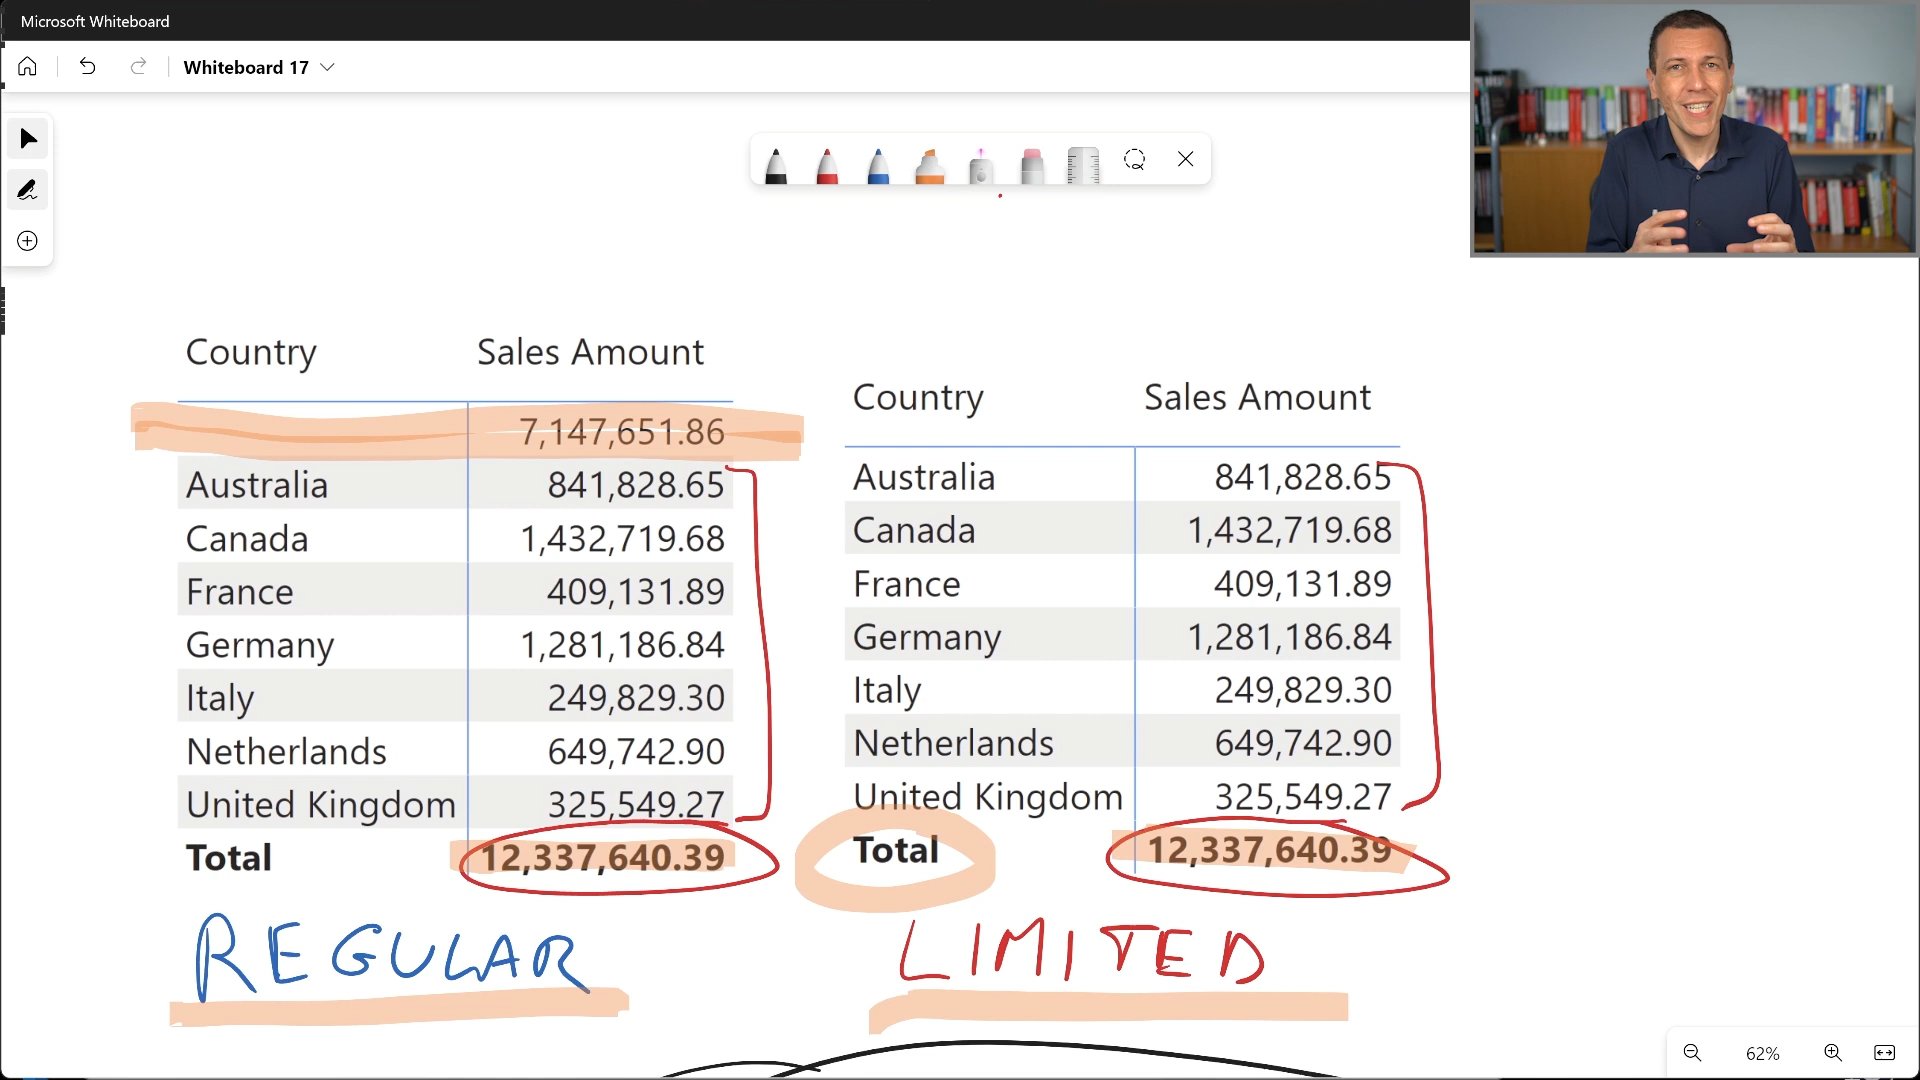 Microsoft Whiteboard
Whiteboard 17
Country Sales Amount
7,147,651.86
Australia 841,828.65
Canada 1,432,719.68
France 409,131.89
Germany 1,281,186.84
Italy 249,829.30
Netherlands 649,742.90
United Kingdom 325,549.27
Total 12,337,640.39
REGULAR
Country Sales Amount
Australia 841,828.65
Canada 1,432,719.68
France 409,131.89
Germany 1,281,186.84
Italy 249,829.30
Netherlands 649,742.90
United Kingdom 325,549.27
Total 12,337,640.39
LIMITED
62%